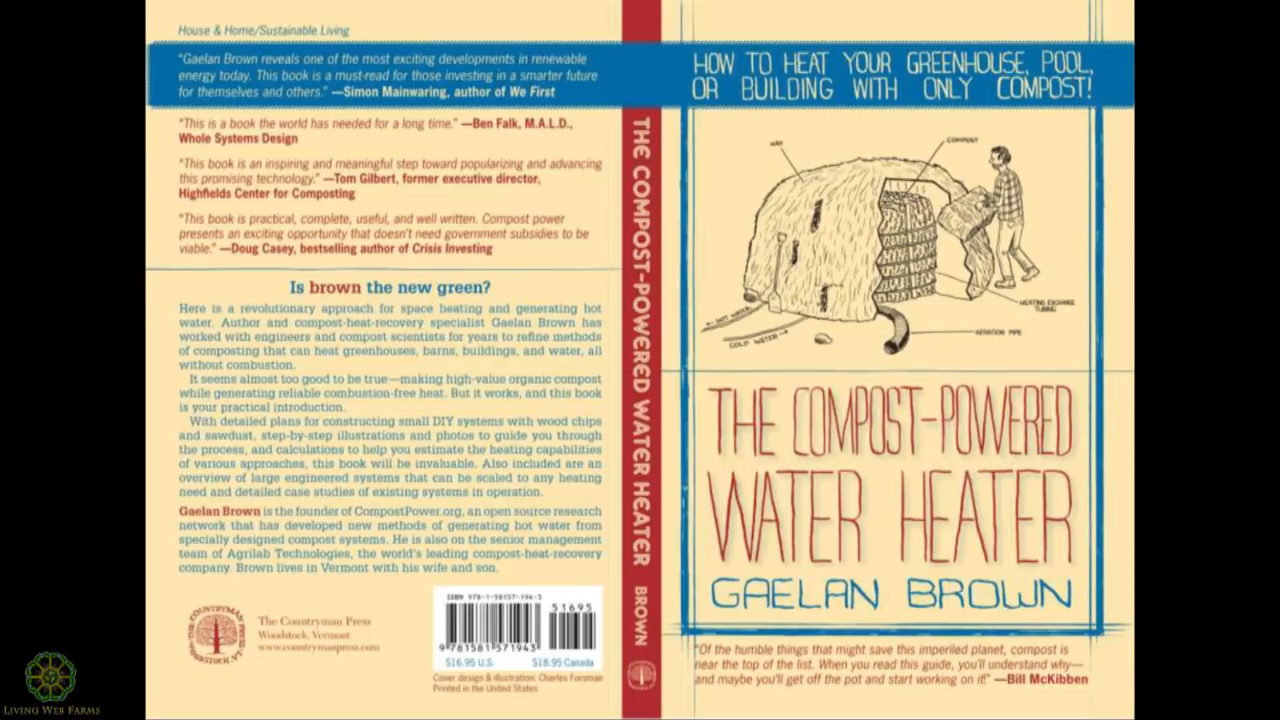 House & Home/Sustainable Living
"Gaelan Brown reveals one of the most exciting developments in renewable
energy today. This book is a must-read for those investing in a smarter future
for themselves and others." —Simon Mainwaring, author of We First
"This is a book the world has needed for a long time." —Ben Falk, M.A.L.D.,
Whole Systems Design
"This book is an inspiring and meaningful step toward popularizing and advancing
this promising technology." —Tom Gilbert, former executive director,
Highfields Center for Composting
"This book is practical, complete, useful, and well written. Compost power
presents an exciting opportunity that doesn't need government subsidies to be
viable." —Doug Casey, bestselling author of Crisis Investing
Is brown the new green?
Here is a revolutionary approach for space heating and generating hot
water. Author and compost-heat-recovery specialist Gaelan Brown has
worked with engineers and compost scientists for years to refine methods
of composting that can heat greenhouses, barns, buildings, and water, all
without combustion.
It seems almost too good to be true—making high-value organic compost
while generating reliable combustion-free heat. But it works, and this book
is your practical introduction.
With detailed plans for constructing small DIY systems with wood chips
and sawdust, step-by-step illustrations and photos to guide you through
the process, and calculations to help you estimate the heating capabilities
of various approaches, this book will be invaluable. Also included are an
overview of large engineered systems that can be scaled to any heating
need and detailed case studies of existing systems in operation.
Gaelan Brown is the founder of CompostPower.org, an open source research
network that has developed new methods of generating hot water from
specially designed compost systems. He is also on the senior management
team of Agrilab Technologies, the world's leading compost-heat-recovery
company. Brown lives in Vermont with his wife and son.
THE COUNTRYMAN PRESS
WOODSTOCK, VT
The Countryman Press
Woodstock, Vermont
www.countrymanpress.com
ISBN 978-1-58157-194-3
51695
9 781581 571943
$16.95 U.S. $18.95 Canada
Cover design & illustration: Charles Forsman
Printed in the United States
THE COMPOST-POWERED WATER HEATER BROWN
HOW TO HEAT YOUR GREENHOUSE, POOL,
OR BUILDING WITH ONLY COMPOST!
HAY
COMPOST
HEATING EXCHANGE
TUBING
HOT WATER
COLD WATER
AERATION PIPE
THE COMPOST-POWERED
WATER HEATER
GAELAN BROWN
"Of the humble things that might save this imperiled planet, compost is
near the top of the list. When you read this guide, you'll understand why—
and maybe you'll get off the pot and start working on it!" —Bill McKibben
LIVING WEB FARMS